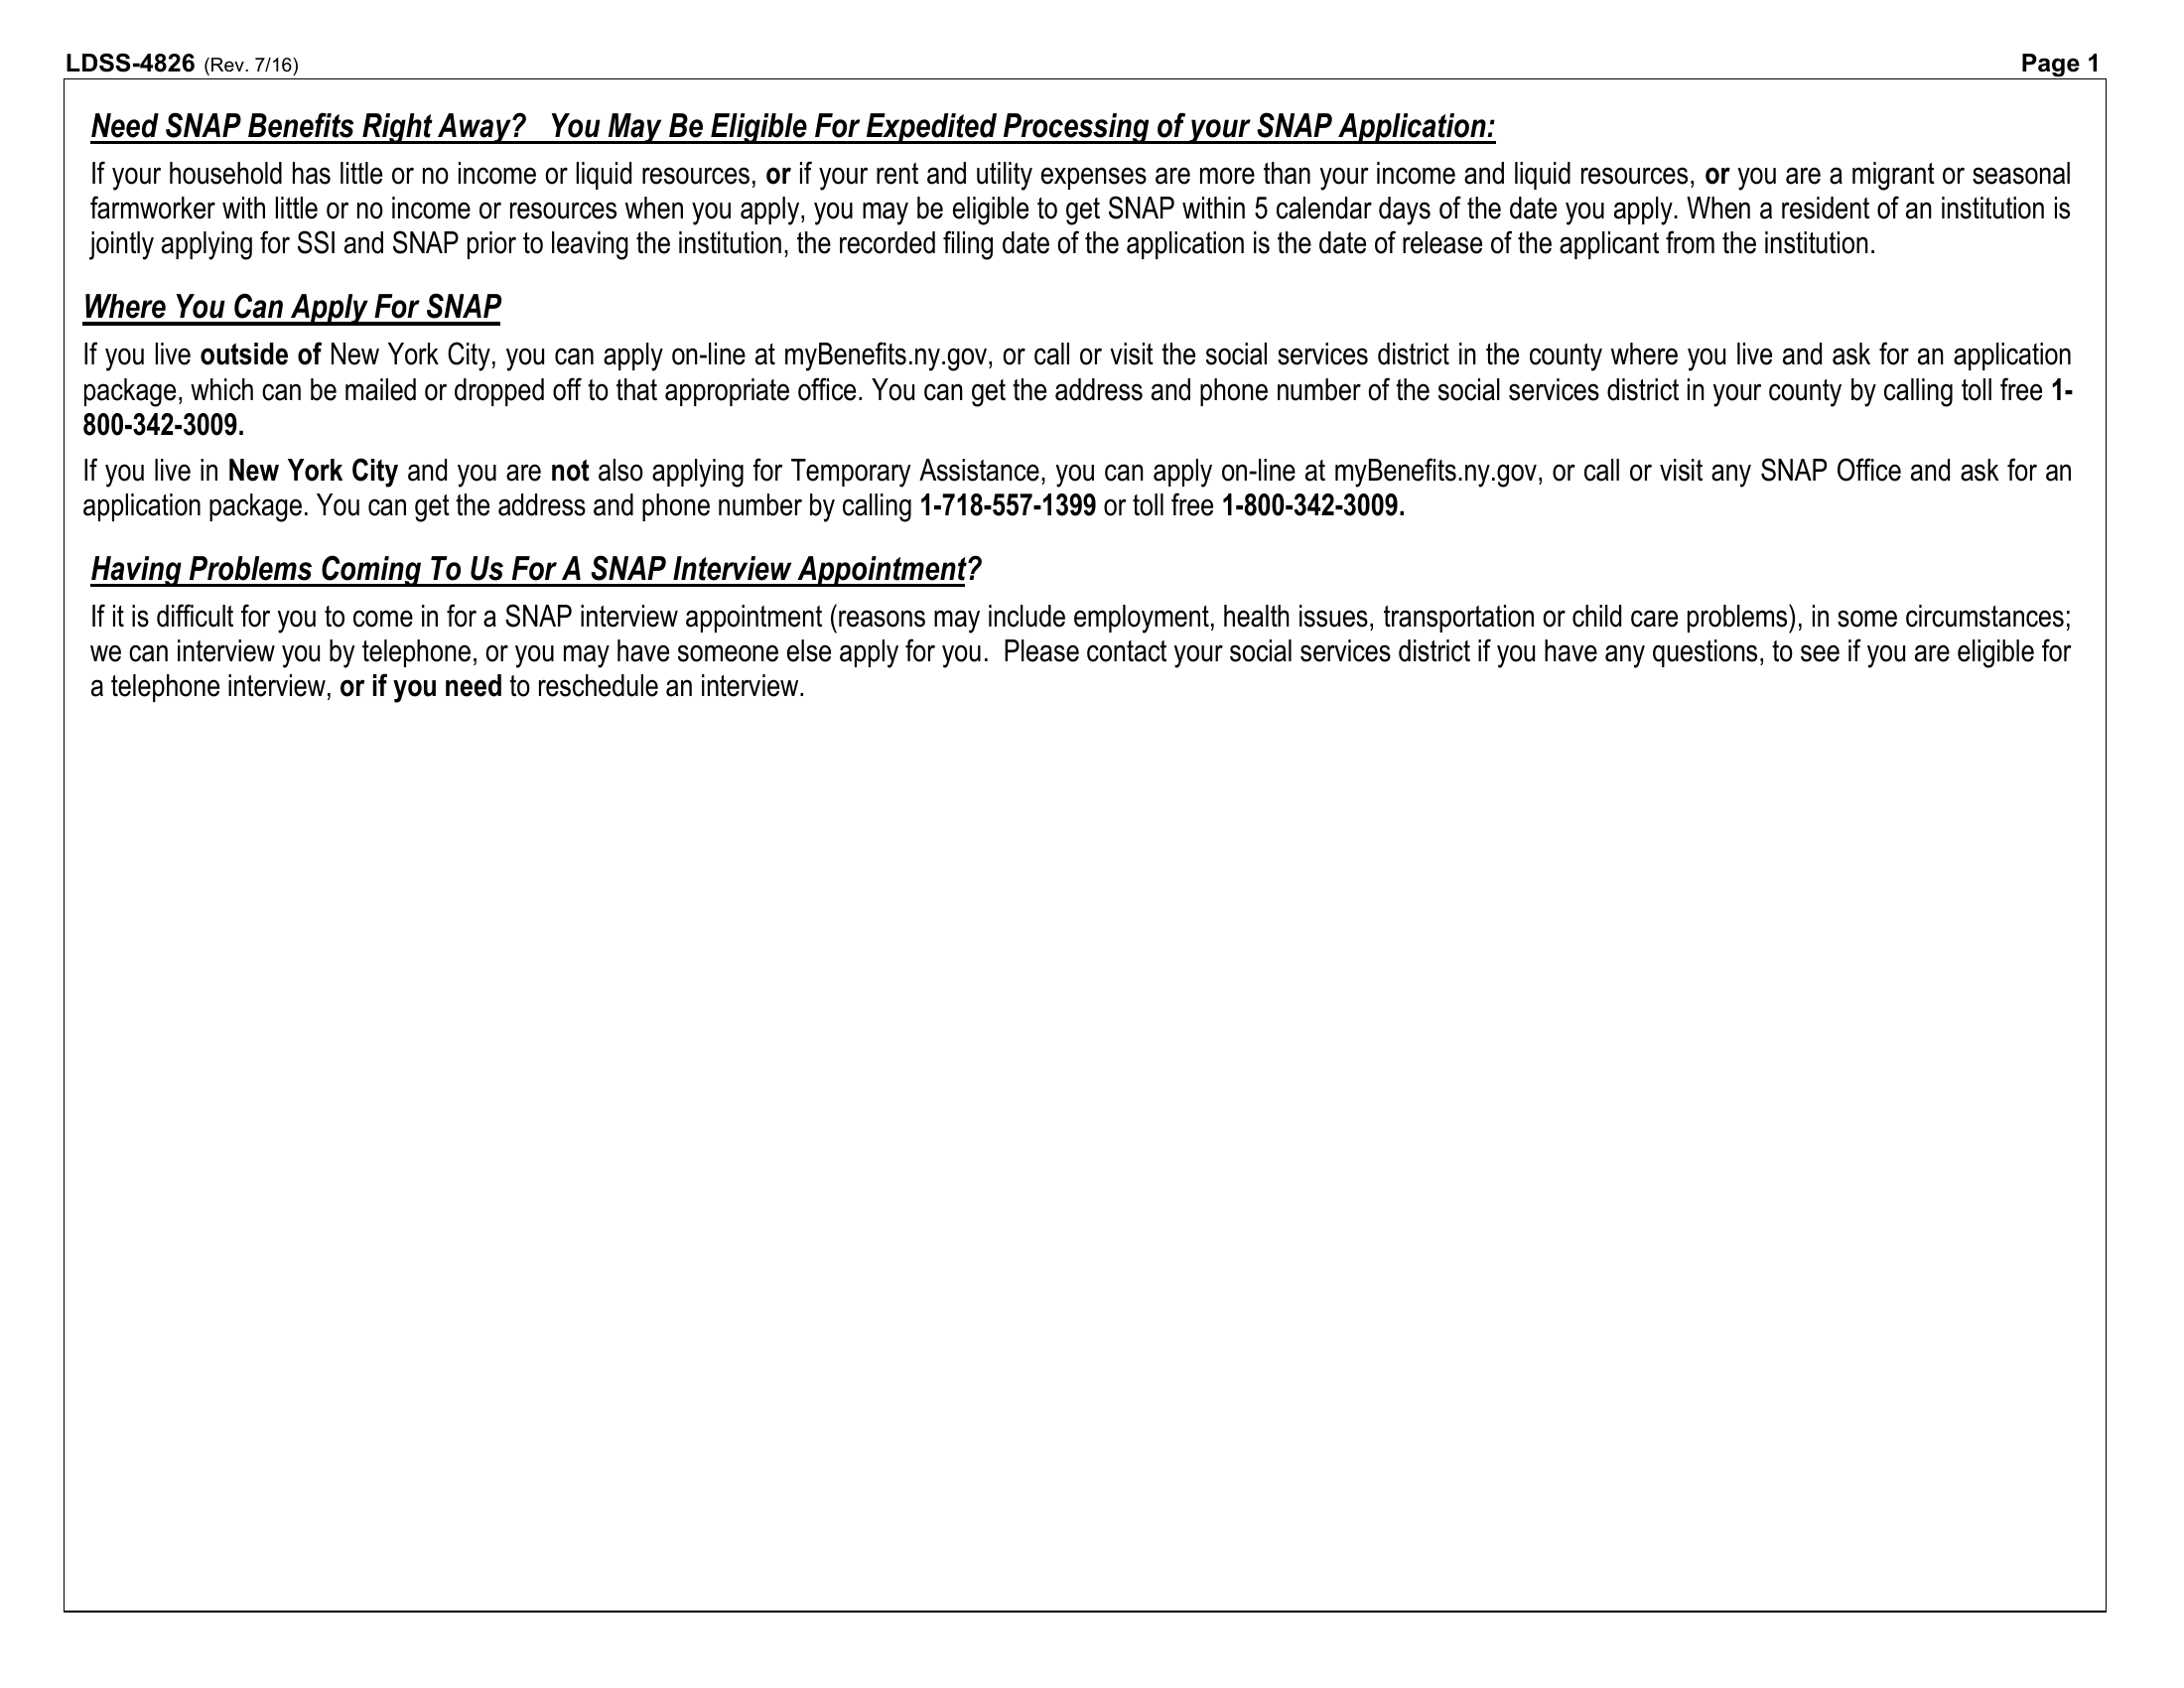 LDSS-4826 (Rev. 7/16) Page 1
Need SNAP Benefits Right Away? You May Be Eligible For Expedited Processing of your SNAP Application:
If your household has little or no income or liquid resources, or if your rent and utility expenses are more than your income and liquid resources, or you are a migrant or seasonal
farmworker with little or no income or resources when you apply, you may be eligible to get SNAP within 5 calendar days of the date you apply. When a resident of an institution is
jointly applying for SSI and SNAP prior to leaving the institution, the recorded filing date of the application is the date of release of the applicant from the institution.
Where You Can Apply For SNAP
If you live outside of New York City, you can apply on-line at myBenefits.ny.gov, or call or visit the social services district in the county where you live and ask for an application
package, which can be mailed or dropped off to that appropriate office. You can get the address and phone number of the social services district in your county by calling toll free 1-
800-342-3009.
If you live in New York City and you are not also applying for Temporary Assistance, you can apply on-line at myBenefits.ny.gov, or call or visit any SNAP Office and ask for an
application package. You can get the address and phone number by calling 1-718-557-1399 or toll free 1-800-342-3009.
Having Problems Coming To Us For A SNAP Interview Appointment?
If it is difficult for you to come in for a SNAP interview appointment (reasons may include employment, health issues, transportation or child care problems), in some circumstances;
we can interview you by telephone, or you may have someone else apply for you. Please contact your social services district if you have any questions, to see if you are eligible for
a telephone interview, or if you need to reschedule an interview.